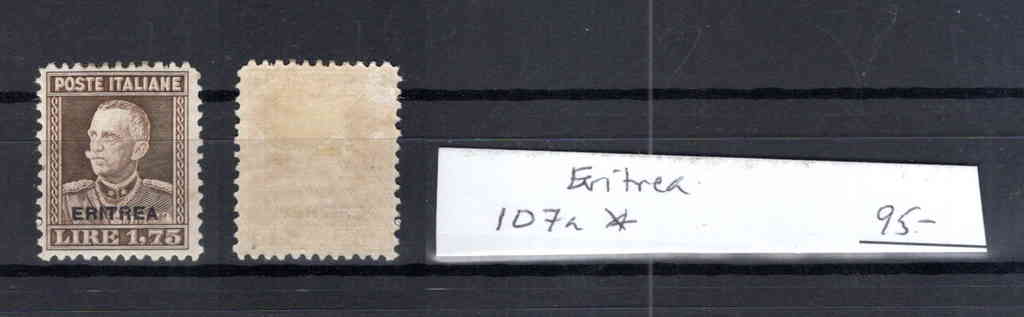 POSTE ITALIANE
ERITREA
LIRE 1,75
Eritrea
107a *
95-